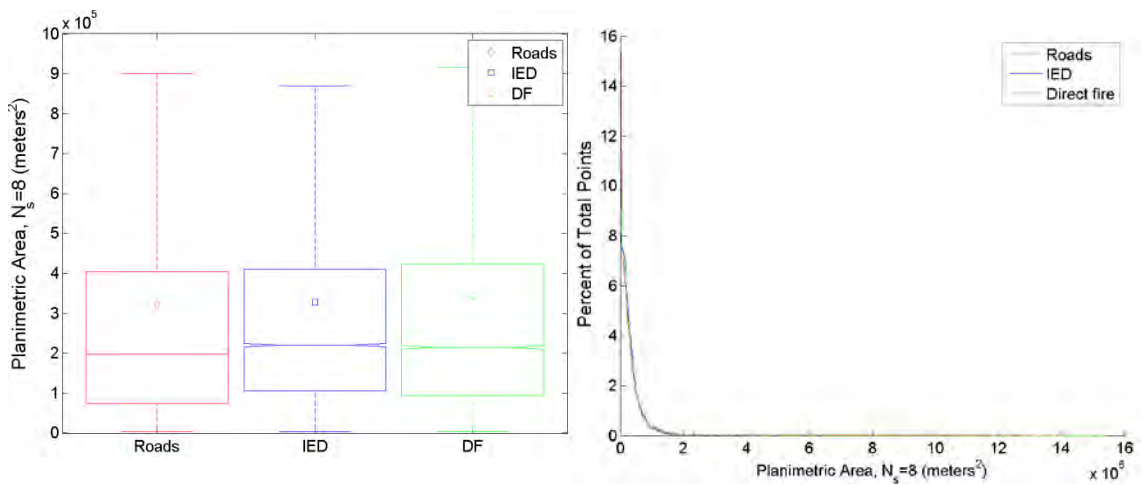 x 10^5
10
9
8
7
6
5
4
3
2
1
0
Planimetric Area, N_s=8 (meters^2)
Roads
IED
DF
Roads
IED
DF
16
14
12
10
8
6
4
2
0
Percent of Total Points
Roads
IED
Direct fire
0
2
4
6
8
10
12
14
16
Planimetric Area, N_s=8 (meters^2)
x 10^6